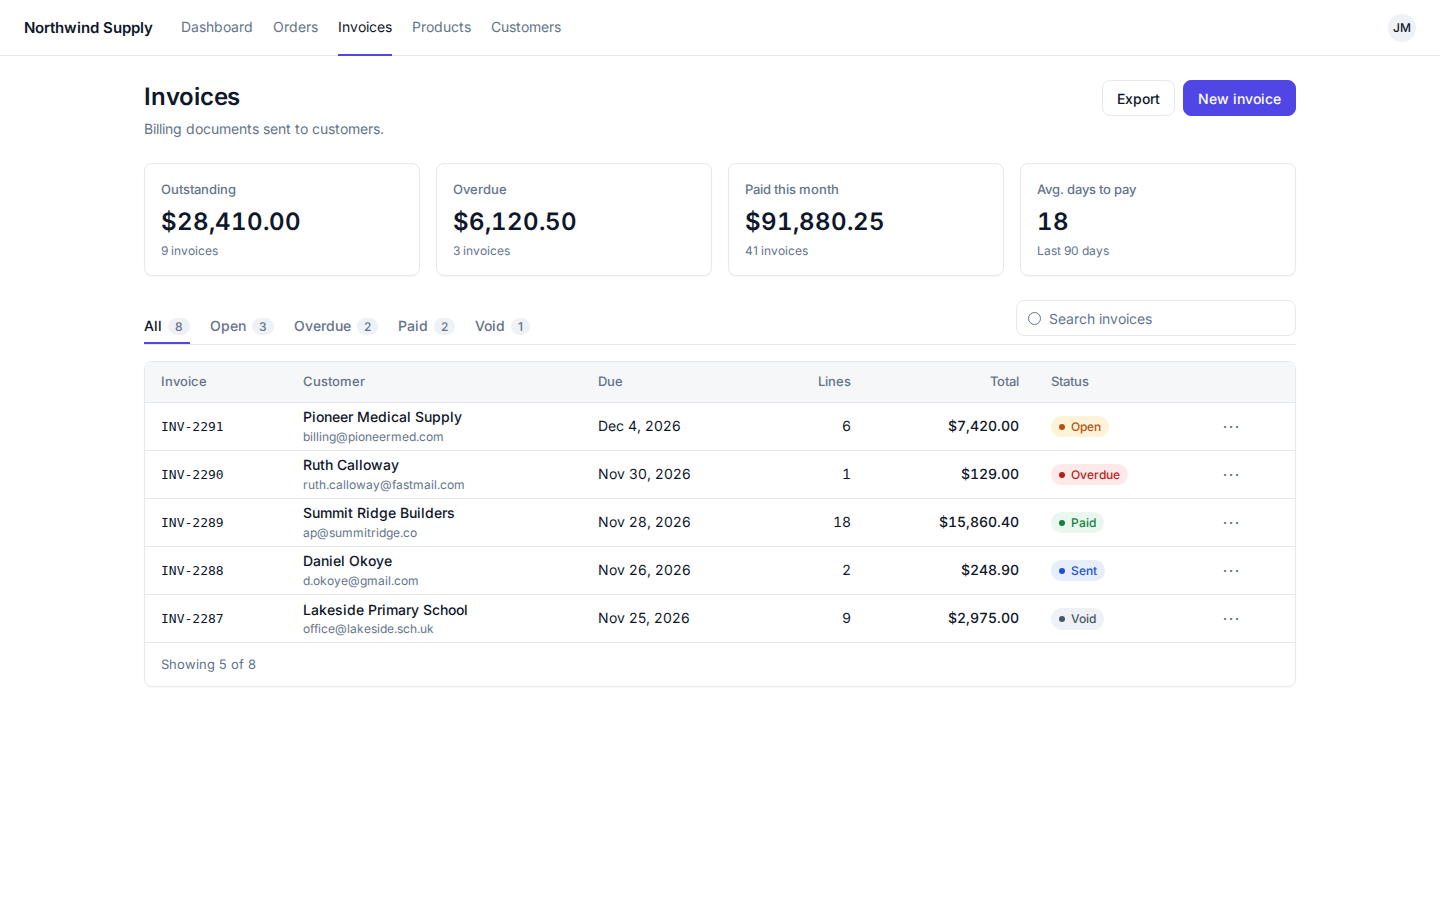 Northwind Supply Dashboard Orders Invoices Products Customers JM
Invoices
Export New invoice
Billing documents sent to customers.
Outstanding
$28,410.00
9 invoices
Overdue
$6,120.50
3 invoices
Paid this month
$91,880.25
41 invoices
Avg. days to pay
18
Last 90 days
All 8 Open 3 Overdue 2 Paid 2 Void 1
Search invoices
Invoice Customer Due Lines Total Status
INV-2291 Pioneer Medical Supply Dec 4, 2026 6 $7,420.00 Open ...
billing@pioneermed.com
INV-2290 Ruth Calloway Nov 30, 2026 1 $129.00 Overdue ...
ruth.calloway@fastmail.com
INV-2289 Summit Ridge Builders Nov 28, 2026 18 $15,860.40 Paid ...
ap@summitridge.co
INV-2288 Daniel Okoye Nov 26, 2026 2 $248.90 Sent ...
d.okoye@gmail.com
INV-2287 Lakeside Primary School Nov 25, 2026 9 $2,975.00 Void ...
office@lakeside.sch.uk
Showing 5 of 8